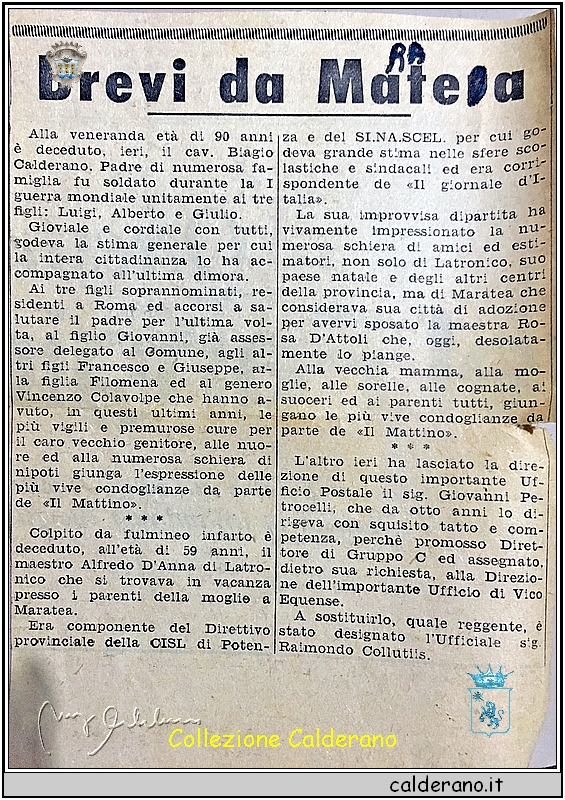 Brevi da Matera
RA
Alla veneranda età di 90 anni
è deceduto, ieri, il cav. Biagio
Calderano. Padre di numerosa fa-
miglia fu soldato durante la I
guerra mondiale unitamente ai tre
figli: Luigi, Alberto e Giulio.
Gioviale e cordiale con tutti,
godeva la stima generale per cui
la intera cittadinanza lo ha ac-
compagnato all'ultima dimora.
Ai tre figli soprannominati, re-
sidenti a Roma ed accorsi a sa-
lutare il padre per l'ultima vol-
ta, al figlio Giovanni, già asses-
sore delegato al Comune, agli al-
tri figli Francesco e Giuseppe, al-
la figlia Filomena ed al genero
Vincenzo Colavolpe che hanno a-
vuto, in questi ultimi anni, le
più vigili e premurose cure per
il caro vecchio genitore, alle nuo-
re ed alla numerosa schiera di
nipoti giunga l'espressione delle
più vive condoglianze da parte
de «Il Mattino».
* * *
Colpito da fulmineo infarto è
deceduto, all'età di 59 anni, il
maestro Alfredo D'Anna di Latro-
nico che si trovava in vacanza
presso i parenti della moglie a
Maratea.
Era componente del Direttivo
provinciale della CISL di Poten-
za e del SI.NA.SCEL. per cui go-
deva grande stima nelle sfere sco-
lastiche e sindacali ed era corri-
spondente de «Il giornale d'I-
talia».
La sua improvvisa dipartita ha
vivamente impressionato la nu-
merosa schiera di amici ed esti-
matori, non solo di Latronico, suo
paese natale e degli altri centri
della provincia, ma di Maratea che
considerava sua città di adozione
per avervi sposato la maestra Ro-
sa D'Attoli che, oggi, desolata-
mente lo piange.
Alla vecchia mamma, alla mo-
glie, alle sorelle, alle cognate, ai
suoceri ed ai parenti tutti, giun-
gano le più vive condoglianze da
parte de «Il Mattino».
* * *
L'altro ieri ha lasciato la dire-
zione di questo importante Uf-
ficio Postale il sig. Giovanni Pe-
trocelli, che da otto anni lo di-
rigeva con squisito tatto e com-
petenza, perchè promosso Diret-
tore di Gruppo C ed assegnato,
dietro sua richiesta, alla Direzio-
ne dell'importante Ufficio di Vico
Equense.
A sostituirlo, quale reggente, è
stato designato l'Ufficiale sig.
Raimondo Collutiis.
Collezione Calderano
calderano.it